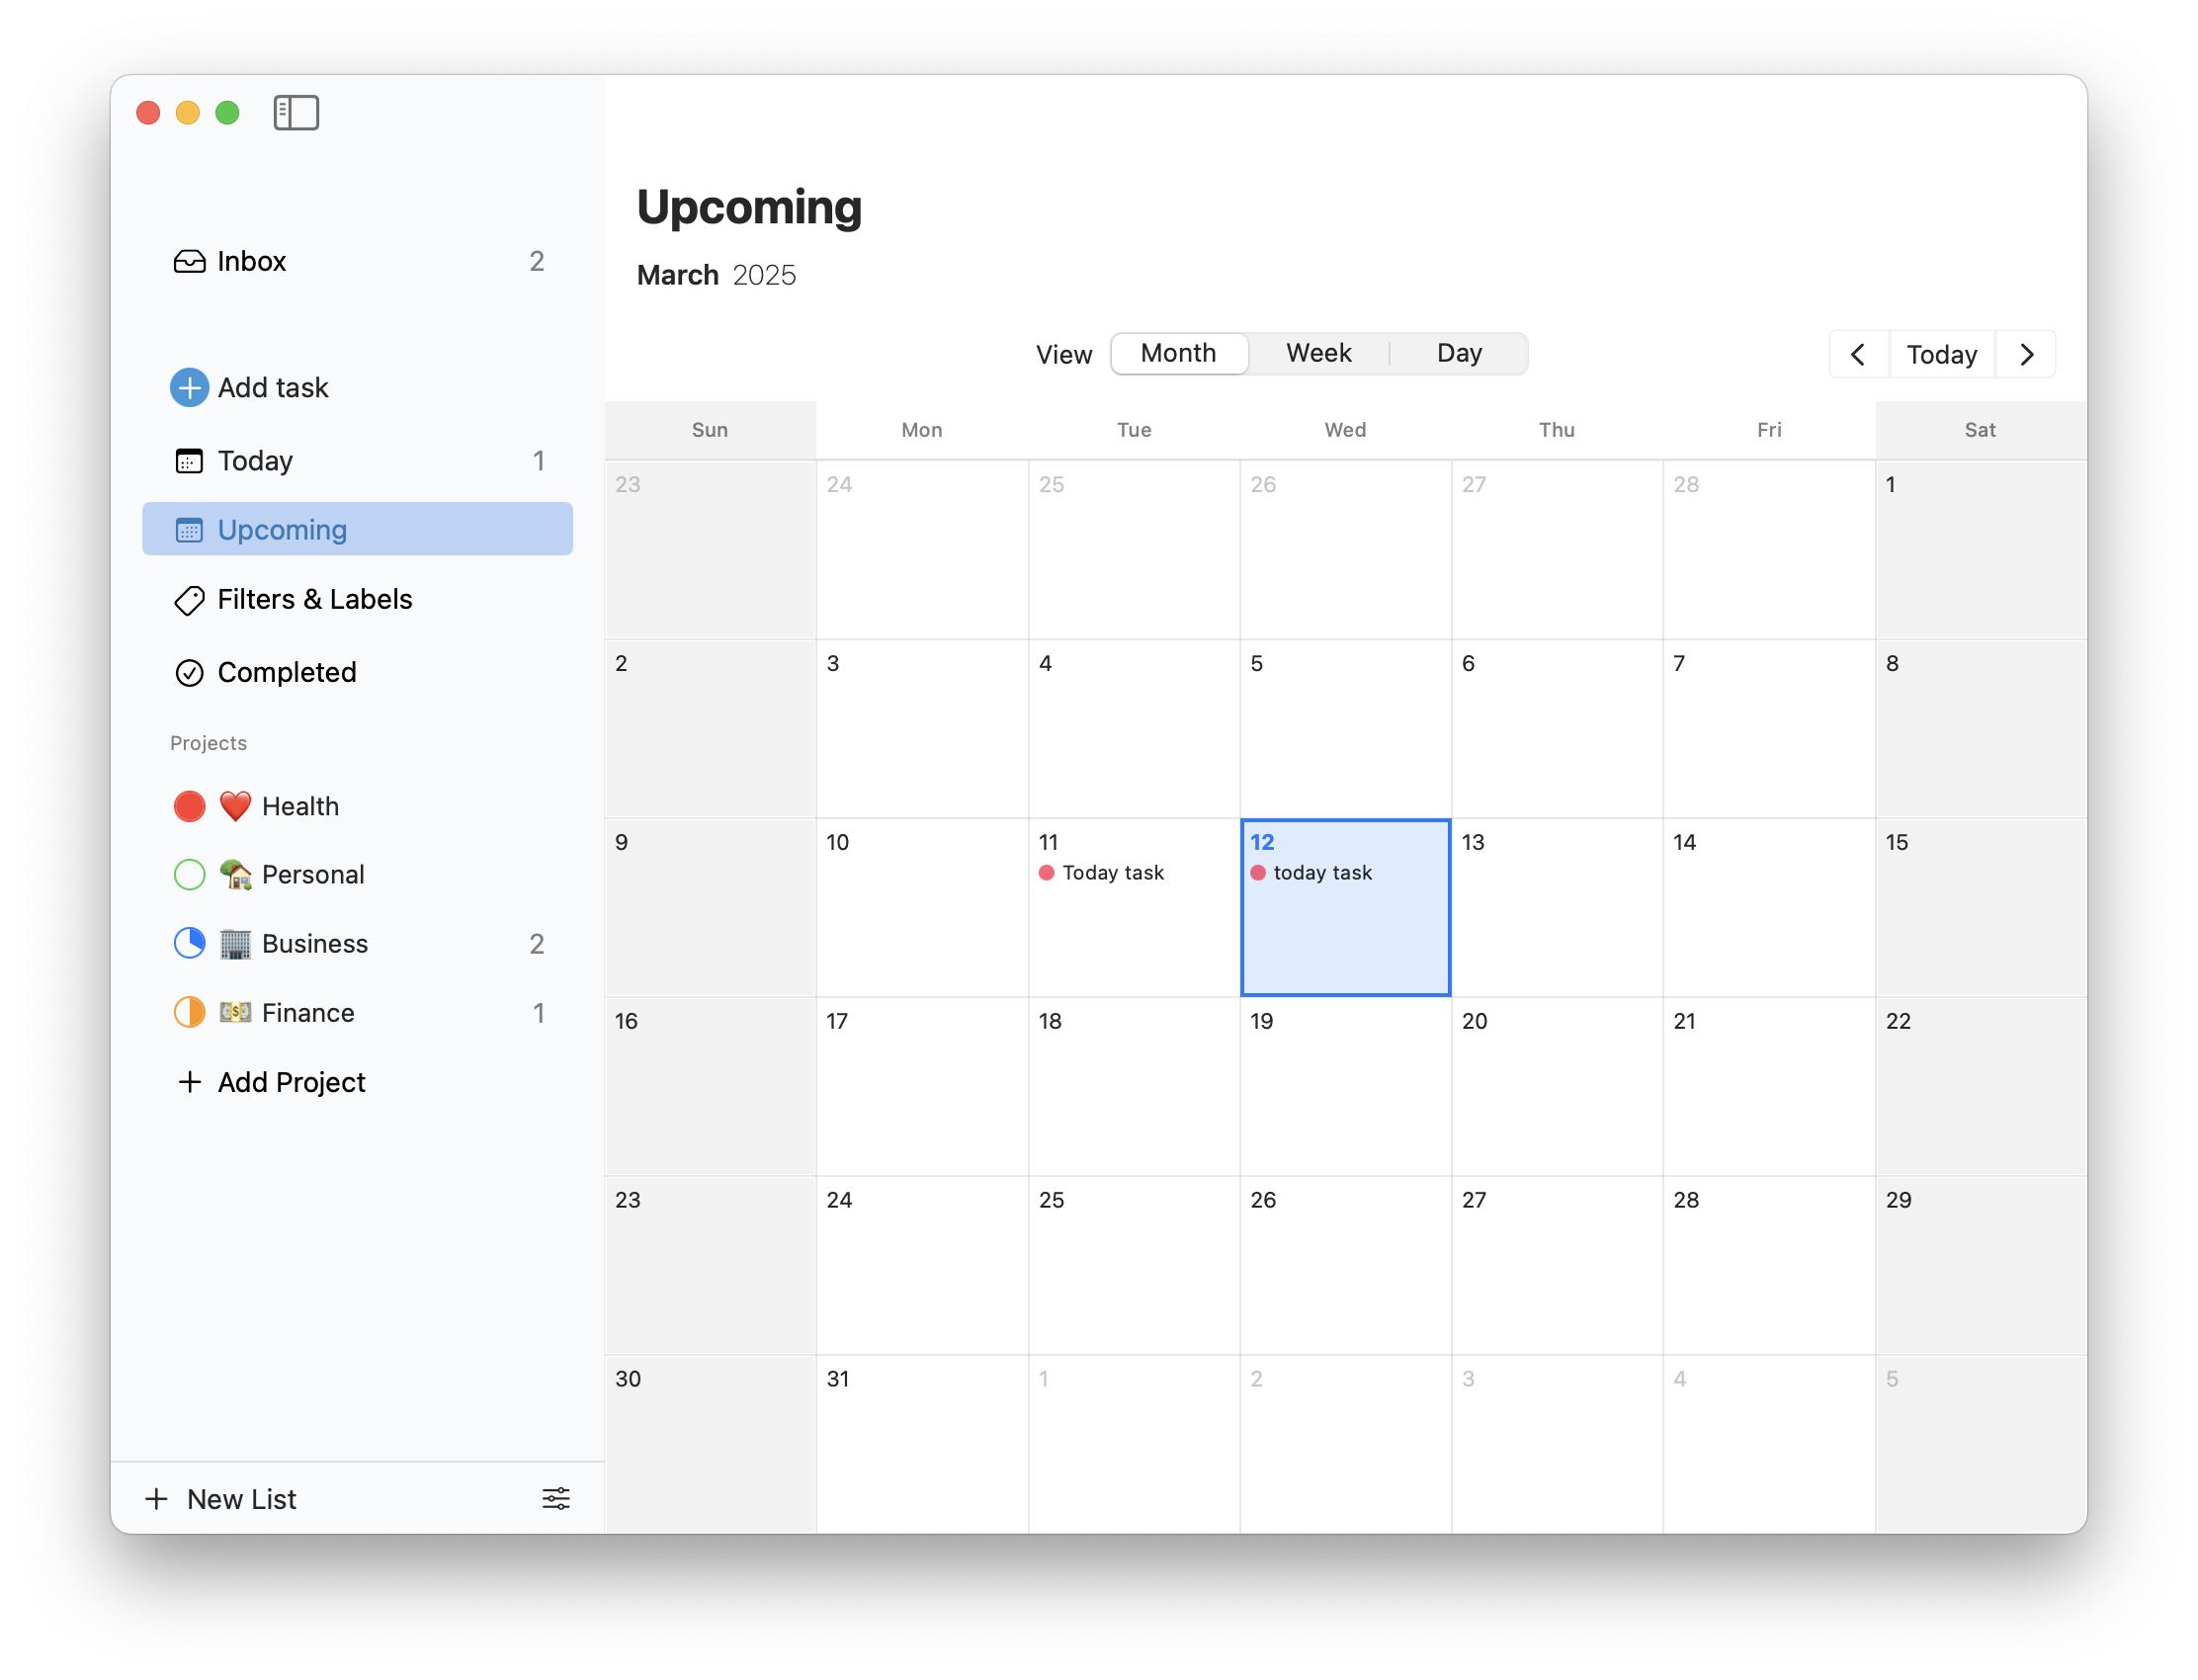 Inbox 2
Add task
Today 1
Upcoming
Filters & Labels
Completed
Projects
Health
Personal
Business 2
Finance 1
Add Project
New List
Upcoming
March 2025
View Month Week Day
Today
Sun Mon Tue Wed Thu Fri Sat
23 24 25 26 27 28 1
2 3 4 5 6 7 8
9 10 11 12 13 14 15
Today task today task
16 17 18 19 20 21 22
23 24 25 26 27 28 29
30 31 1 2 3 4 5